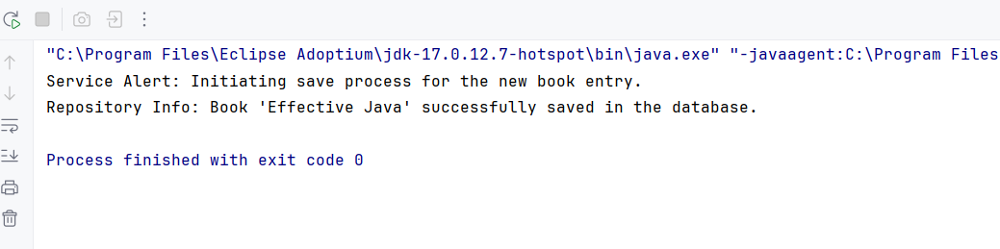 "C:\Program Files\Eclipse Adoptium\jdk-17.0.12.7-hotspot\bin\java.exe" "-javaagent:C:\Program Files
Service Alert: Initiating save process for the new book entry.
Repository Info: Book 'Effective Java' successfully saved in the database.
Process finished with exit code 0